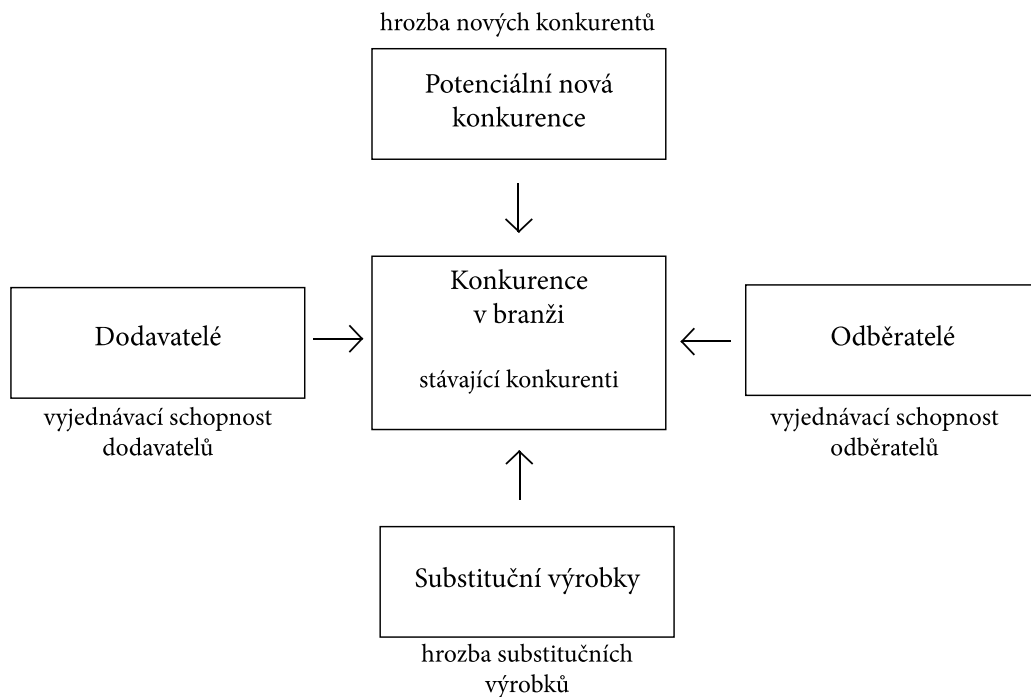 hrozba nových konkurentů
Potenciální nová
konkurence
Konkurence
v branži
stávající konkurenti
Dodavatelé
vyjednávací schopnost
dodavatelů
Odběratelé
vyjednávací schopnost
odběratelů
Substituční výrobky
hrozba substitučních
výrobků